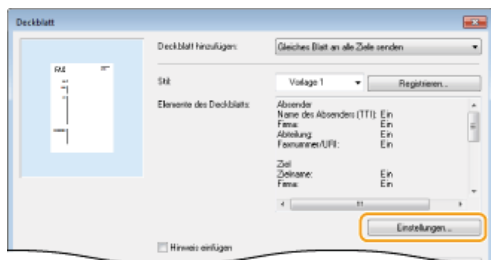 Deckblatt
Deckblatt hinzufügen: Gleiches Blatt an alle Ziele senden
FAX
Stil: Vorlage 1 Registrieren...
Elemente des Deckblatts: Absender
Name des Absenders (TTI): Ein
Firma: Ein
Abteilung: Ein
Faxnummer/URI: Ein
Ziel
Zielname: Ein
Firma: Ein
Einstellungen...
Hinweis einfügen